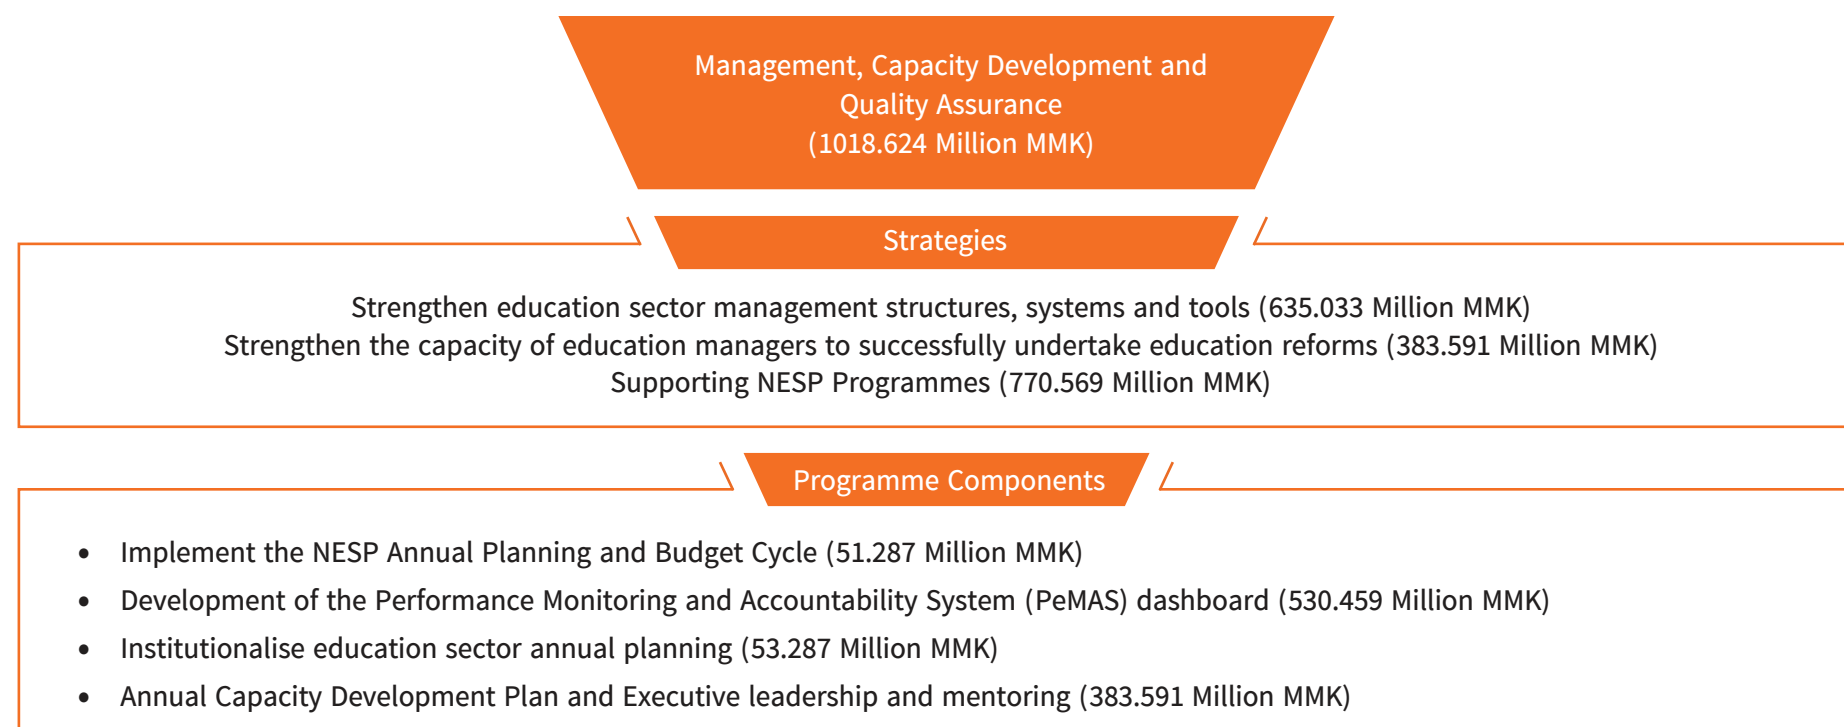 Management, Capacity Development and
Quality Assurance
(1018.624 Million MMK)
Strategies
Strengthen education sector management structures, systems and tools (635.033 Million MMK)
Strengthen the capacity of education managers to successfully undertake education reforms (383.591 Million MMK)
Supporting NESP Programmes (770.569 Million MMK)
Programme Components
• Implement the NESP Annual Planning and Budget Cycle (51.287 Million MMK)
• Development of the Performance Monitoring and Accountability System (PeMAS) dashboard (530.459 Million MMK)
• Institutionalise education sector annual planning (53.287 Million MMK)
• Annual Capacity Development Plan and Executive leadership and mentoring (383.591 Million MMK)